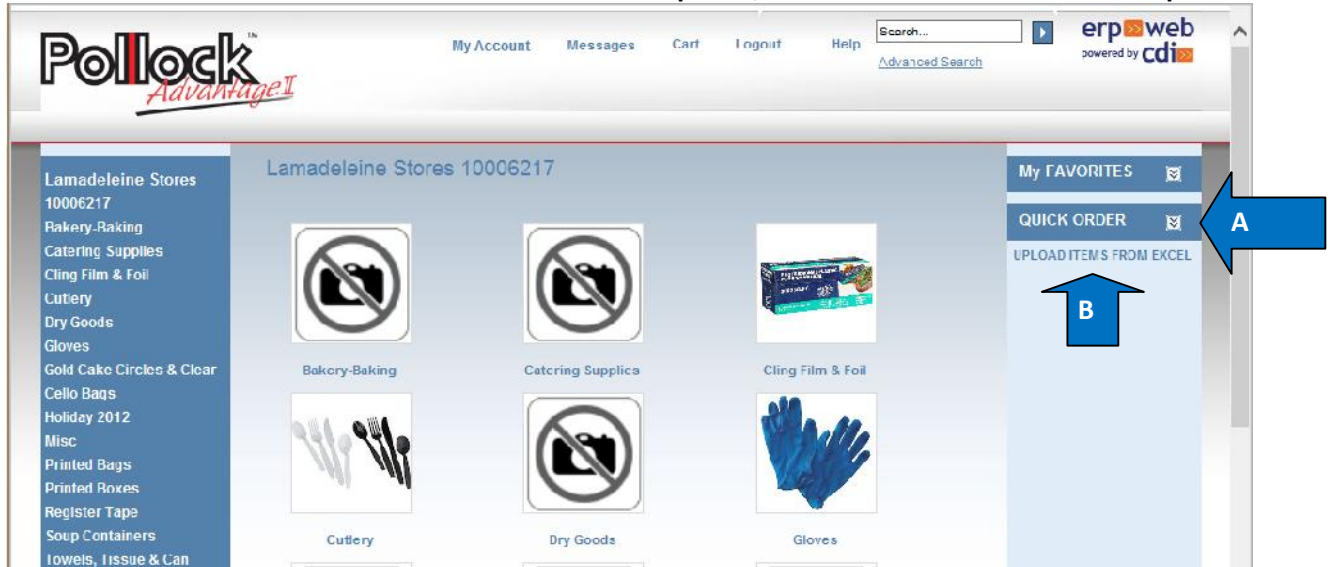 Pollock™
Advantage II
My Account Messages Cart Logout Help
Search...
Advanced Search
erp web
powered by cdi
Lamadeleine Stores
10006217
Bakery-Baking
Catering Supplies
Cling Film & Foil
Cutlery
Dry Goods
Gloves
Gold Cake Circles & Clear
Cello Bags
Holiday 2012
Misc
Printed Bags
Printed Boxes
Register Tape
Soup Containers
Towels, Tissue & Can
Lamadeleine Stores 10006217
Bakery-Baking
Catering Supplies
Cling Film & Foil
Cutlery
Dry Goods
Gloves
My FAVORITES
QUICK ORDER
UPLOAD ITEMS FROM EXCEL
A
B